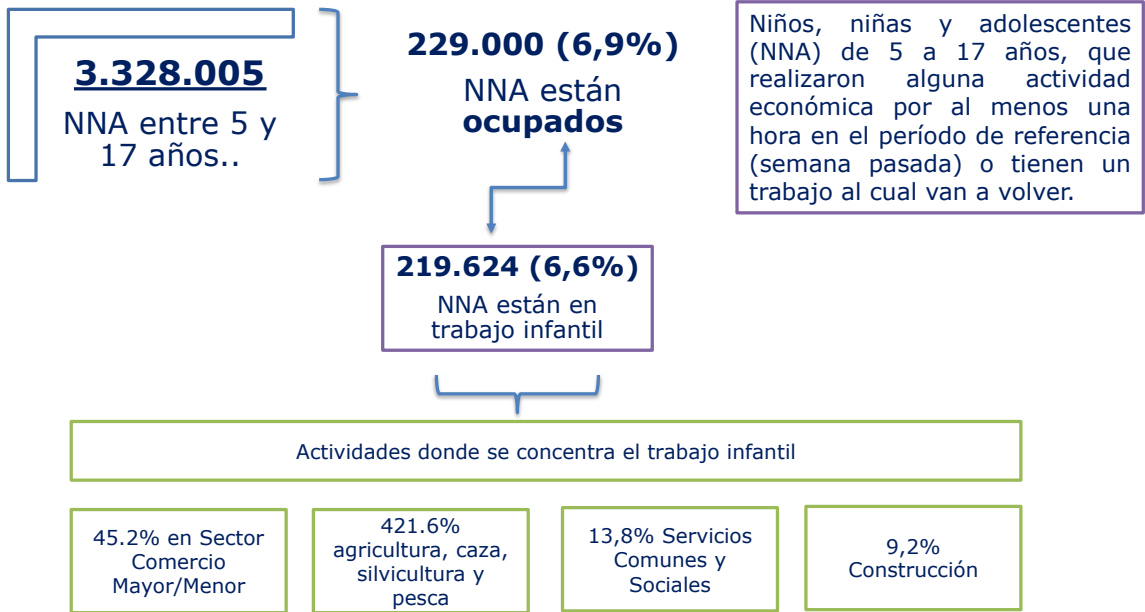 3.328.005
NNA entre 5 y
17 años..
229.000 (6,9%)
NNA están
ocupados
Niños, niñas y adolescentes
(NNA) de 5 a 17 años, que
realizaron alguna actividad
económica por al menos una
hora en el período de referencia
(semana pasada) o tienen un
trabajo al cual van a volver.
219.624 (6,6%)
NNA están en
trabajo infantil
Actividades donde se concentra el trabajo infantil
45.2% en Sector
Comercio
Mayor/Menor
421.6%
agricultura, caza,
silvicultura y
pesca
13,8% Servicios
Comunes y
Sociales
9,2%
Construcción